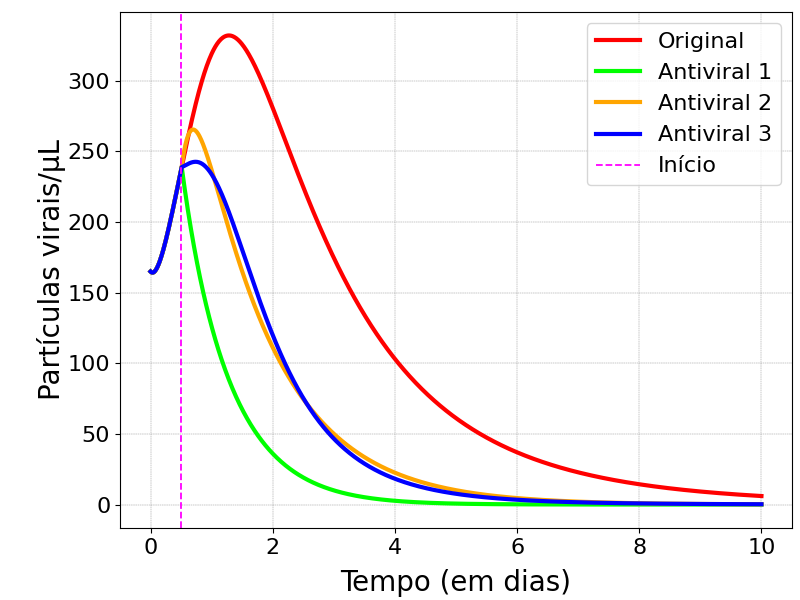 Partículas virais/µL
300
250
200
150
100
50
0
0 2 4 6 8 10
Tempo (em dias)
Original
Antiviral 1
Antiviral 2
Antiviral 3
Início